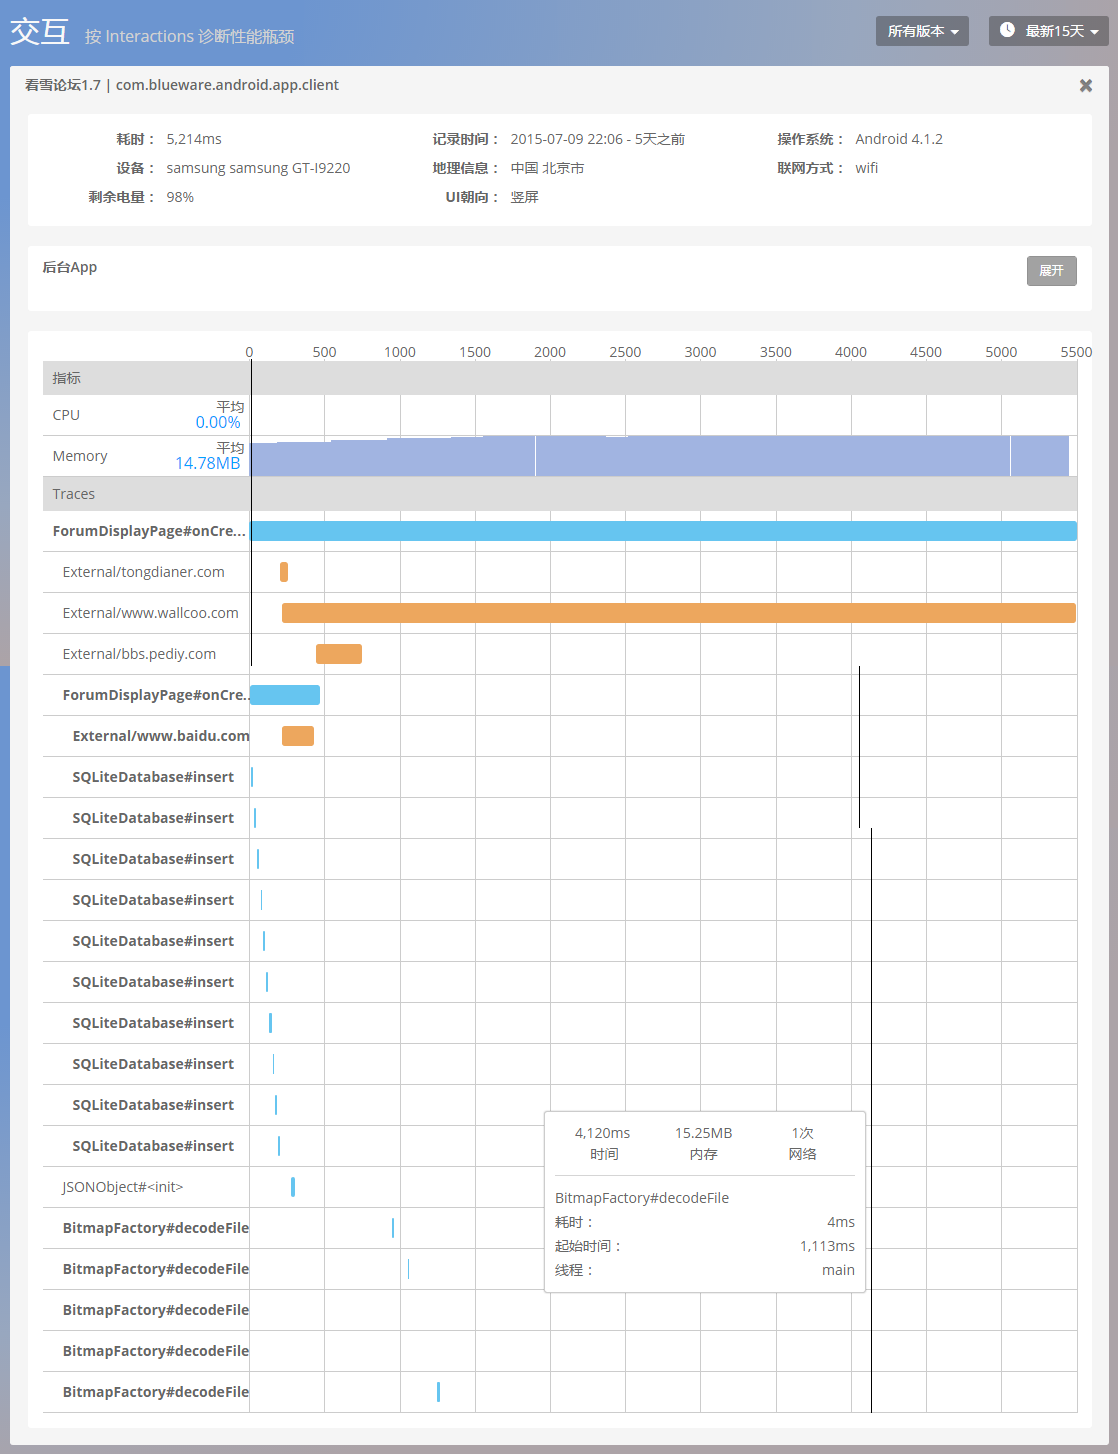 交互 按 Interactions 诊断性能瓶颈
所有版本 最新15天
看雪论坛1.7 | com.blueware.android.app.client
耗时： 5,214ms 记录时间： 2015-07-09 22:06 - 5天之前 操作系统： Android 4.1.2
设备： samsung samsung GT-I9220 地理信息： 中国 北京市 联网方式： wifi
剩余电量： 98% UI朝向： 竖屏
后台App 展开
0 500 1000 1500 2000 2500 3000 3500 4000 4500 5000 5500
指标
CPU 平均
0.00%
Memory 平均
14.78MB
Traces
ForumDisplayPage#onCre...
External/tongdianer.com
External/www.wallcoo.com
External/bbs.pediy.com
ForumDisplayPage#onCre..
External/www.baidu.com
SQLiteDatabase#insert
SQLiteDatabase#insert
SQLiteDatabase#insert
SQLiteDatabase#insert
SQLiteDatabase#insert
SQLiteDatabase#insert
SQLiteDatabase#insert
SQLiteDatabase#insert
SQLiteDatabase#insert
SQLiteDatabase#insert
JSONObject#<init>
BitmapFactory#decodeFile
BitmapFactory#decodeFile
BitmapFactory#decodeFile
BitmapFactory#decodeFile
BitmapFactory#decodeFile
4,120ms 15.25MB 1次
时间 内存 网络
BitmapFactory#decodeFile
耗时： 4ms
起始时间： 1,113ms
线程： main